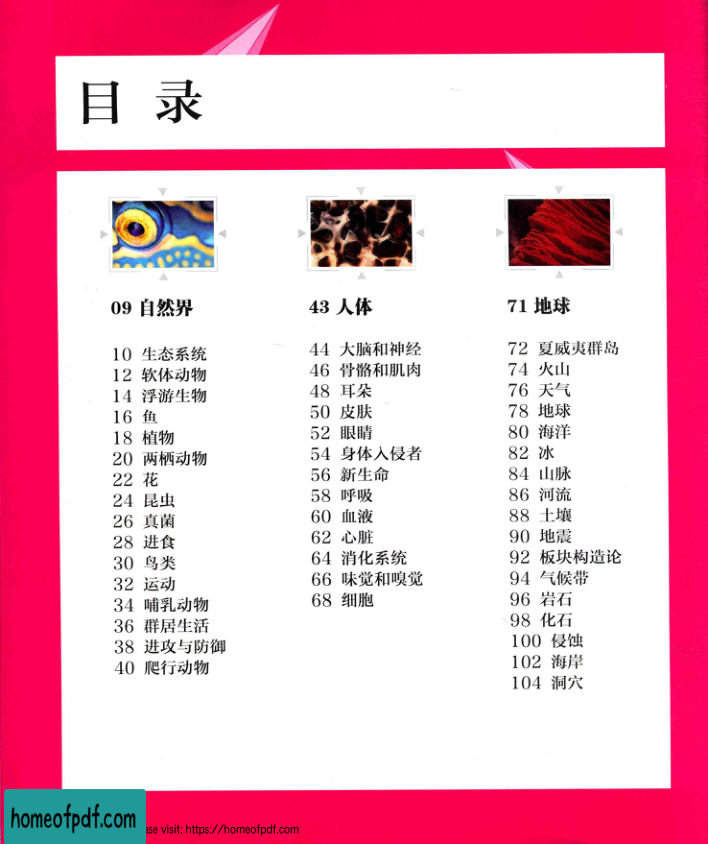 目 录
09 自然界
10 生态系统
12 软体动物
14 浮游生物
16 鱼
18 植物
20 两栖动物
22 花
24 昆虫
26 真菌
28 进食
30 鸟类
32 运动
34 哺乳动物
36 群居生活
38 进攻与防御
40 爬行动物
43 人体
44 大脑和神经
46 骨骼和肌肉
48 耳朵
50 皮肤
52 眼睛
54 身体入侵者
56 新生命
58 呼吸
60 血液
62 心脏
64 消化系统
66 味觉和嗅觉
68 细胞
71 地球
72 夏威夷群岛
74 火山
76 天气
78 地球
80 海洋
82 冰
84 山脉
86 河流
88 土壤
90 地震
92 板块构造论
94 气候带
96 岩石
98 化石
100 侵蚀
102 海岸
104 洞穴
homeofpdf.com
visit: https://homeofpdf.com